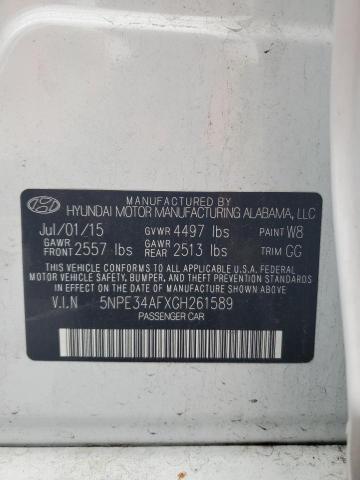 MANUFACTURED BY
HYUNDAI MOTOR MANUFACTURING ALABAMA, LLC
Jul/01/15 GVWR 4497 lbs PAINT W8
GAWR FRONT 2557 lbs GAWR REAR 2513 lbs TRIM GG
THIS VEHICLE CONFORMS TO ALL APPLICABLE U.S. FEDERAL
MOTOR VEHICLE SAFETY, BUMPER, AND THEFT PREVENTION
STANDARDS IN EFFECT ON THE DATE OF MANUFACTURE SHOWN ABOVE.
V.I.N 5NPE34AFXGH261589
PASSENGER CAR